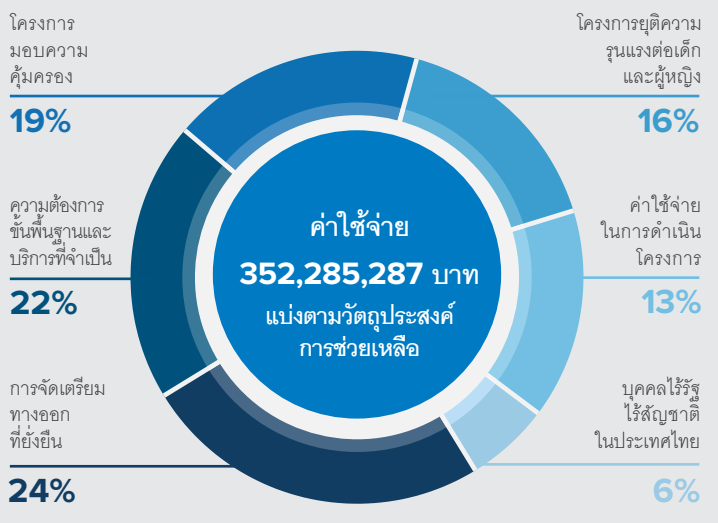 โครงการ
มอบความ
คุ้มครอง
19%
ความต้องการ
ขั้นพื้นฐานและ
บริการที่จำเป็น
22%
การจัดเตรียม
ทางออก
ที่ยั่งยืน
24%
ค่าใช้จ่าย
352,285,287 บาท
แบ่งตามวัตถุประสงค์
การช่วยเหลือ
โครงการยุติความ
รุนแรงต่อเด็ก
และผู้หญิง
16%
ค่าใช้จ่าย
ในการดำเนิน
โครงการ
13%
บุคคลไร้รัฐ
ไร้สัญชาติ
ในประเทศไทย
6%